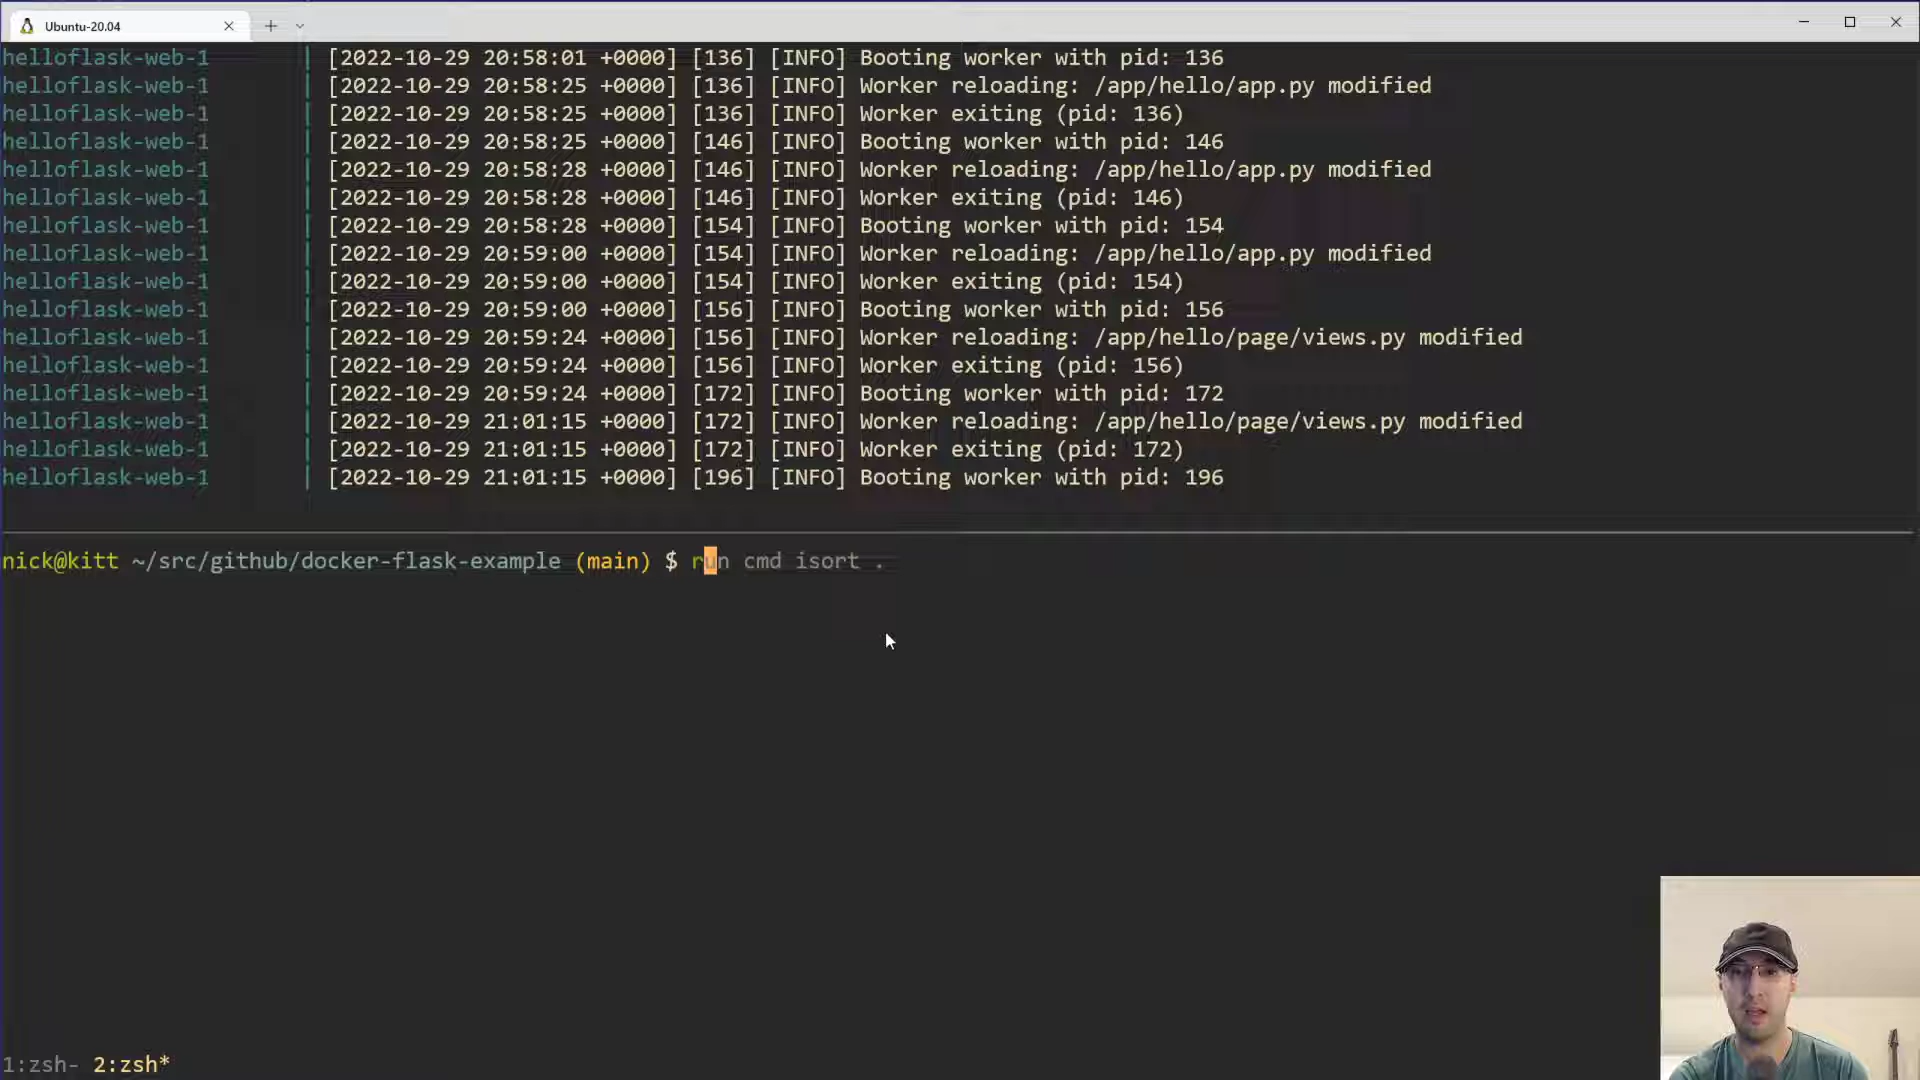 Ubuntu-20.04
helloflask-web-1 | [2022-10-29 20:58:01 +0000] [136] [INFO] Booting worker with pid: 136
helloflask-web-1 | [2022-10-29 20:58:25 +0000] [136] [INFO] Worker reloading: /app/hello/app.py modified
helloflask-web-1 | [2022-10-29 20:58:25 +0000] [136] [INFO] Worker exiting (pid: 136)
helloflask-web-1 | [2022-10-29 20:58:25 +0000] [146] [INFO] Booting worker with pid: 146
helloflask-web-1 | [2022-10-29 20:58:28 +0000] [146] [INFO] Worker reloading: /app/hello/app.py modified
helloflask-web-1 | [2022-10-29 20:58:28 +0000] [146] [INFO] Worker exiting (pid: 146)
helloflask-web-1 | [2022-10-29 20:58:28 +0000] [154] [INFO] Booting worker with pid: 154
helloflask-web-1 | [2022-10-29 20:59:00 +0000] [154] [INFO] Worker reloading: /app/hello/app.py modified
helloflask-web-1 | [2022-10-29 20:59:00 +0000] [154] [INFO] Worker exiting (pid: 154)
helloflask-web-1 | [2022-10-29 20:59:00 +0000] [156] [INFO] Booting worker with pid: 156
helloflask-web-1 | [2022-10-29 20:59:24 +0000] [156] [INFO] Worker reloading: /app/hello/page/views.py modified
helloflask-web-1 | [2022-10-29 20:59:24 +0000] [156] [INFO] Worker exiting (pid: 156)
helloflask-web-1 | [2022-10-29 20:59:24 +0000] [172] [INFO] Booting worker with pid: 172
helloflask-web-1 | [2022-10-29 21:01:15 +0000] [172] [INFO] Worker reloading: /app/hello/page/views.py modified
helloflask-web-1 | [2022-10-29 21:01:15 +0000] [172] [INFO] Worker exiting (pid: 172)
helloflask-web-1 | [2022-10-29 21:01:15 +0000] [196] [INFO] Booting worker with pid: 196
nick@kitt ~/src/github/docker-flask-example (main) $ run cmd isort .
1:zsh- 2:zsh*